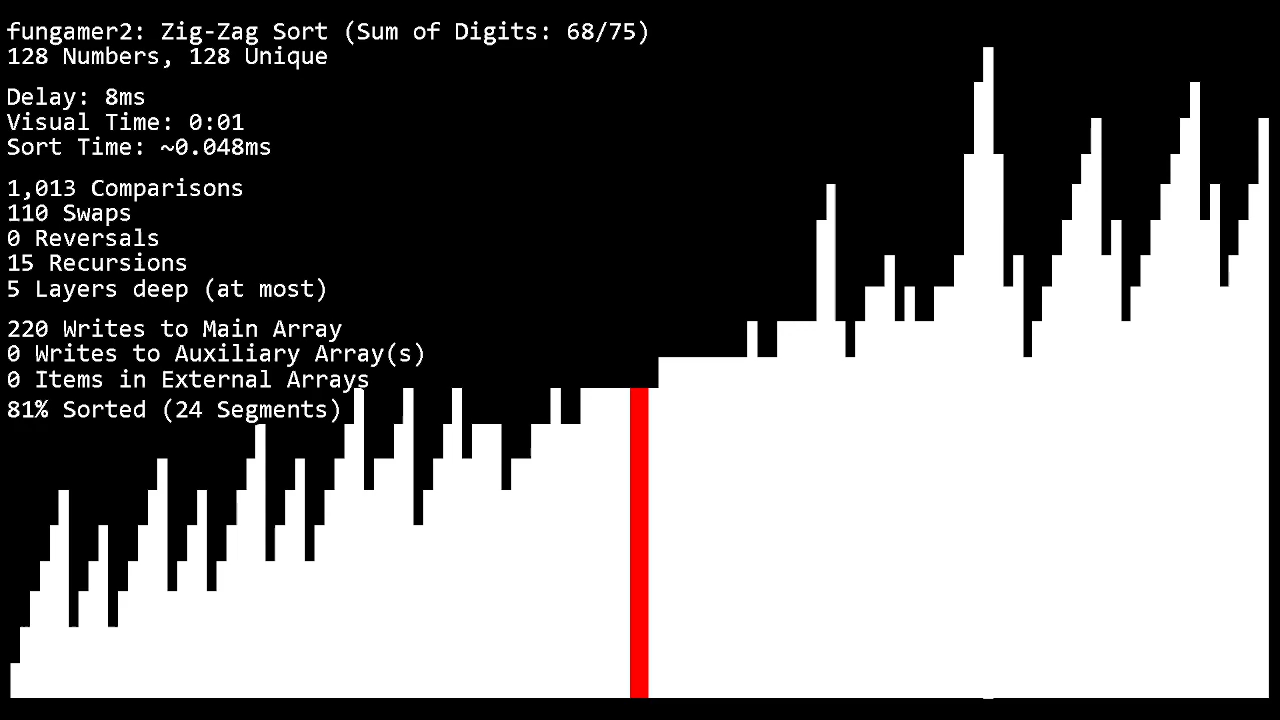 fungamer2: Zig-Zag Sort (Sum of Digits: 68/75)
128 Numbers, 128 Unique
Delay: 8ms
Visual Time: 0:01
Sort Time: ~0.048ms
1,013 Comparisons
110 Swaps
0 Reversals
15 Recursions
5 Layers deep (at most)
220 Writes to Main Array
0 Writes to Auxiliary Array(s)
0 Items in External Arrays
81% Sorted (24 Segments)